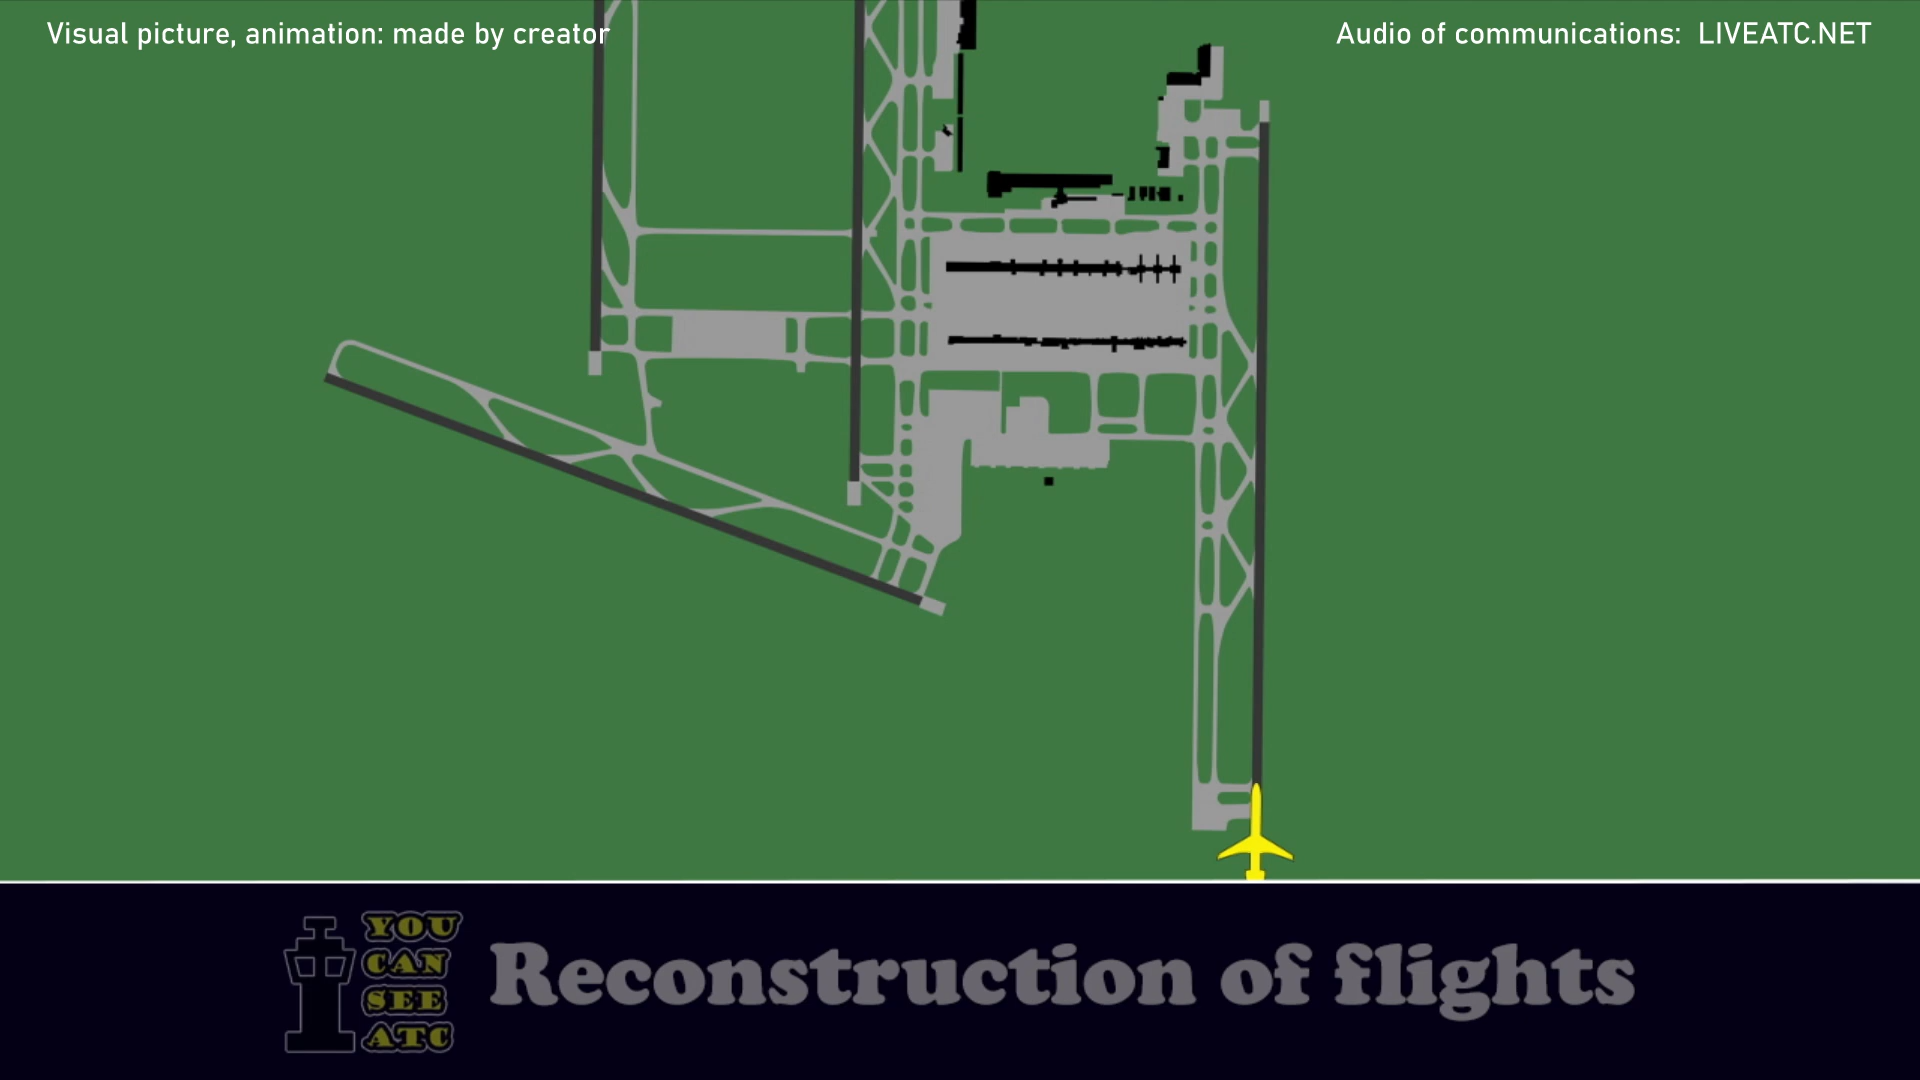 Visual picture, animation: made by creator
Audio of communications: LIVEATC.NET
YOU
CAN
SEE
ATC
Reconstruction of flights